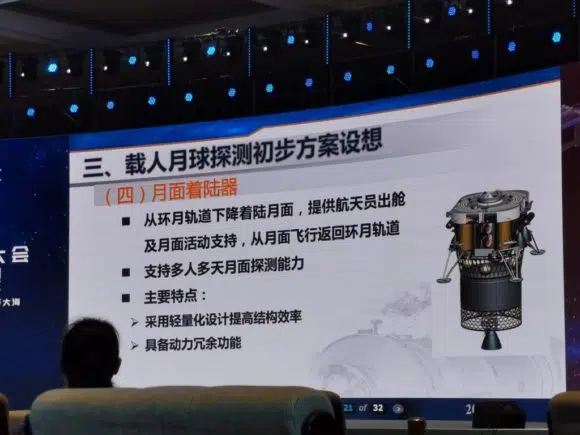 三、载人月球探测初步方案设想
（四）月面着陆器
■ 从环月轨道下降着陆月面，提供航天员出舱
及月面活动支持，从月面飞行返回环月轨道
■ 支持多人多天月面探测能力
■ 主要特点：
➢ 采用轻量化设计提高结构效率
➢ 具备动力冗余功能
大会
大海
21 of 32
20